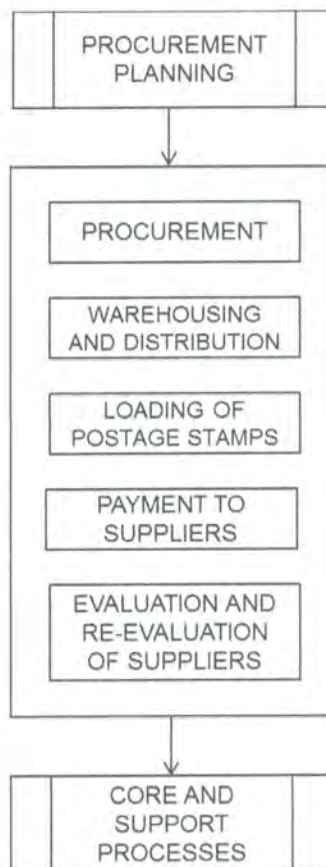 PROCUREMENT
PLANNING
PROCUREMENT
WAREHOUSING
AND DISTRIBUTION
LOADING OF
POSTAGE STAMPS
PAYMENT TO
SUPPLIERS
EVALUATION AND
RE-EVALUATION
OF SUPPLIERS
CORE AND
SUPPORT
PROCESSES